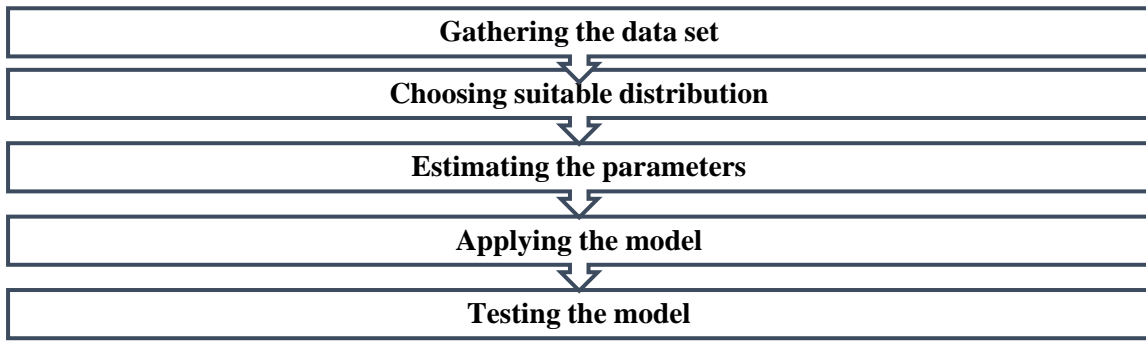 Gathering the data set
Choosing suitable distribution
Estimating the parameters
Applying the model
Testing the model